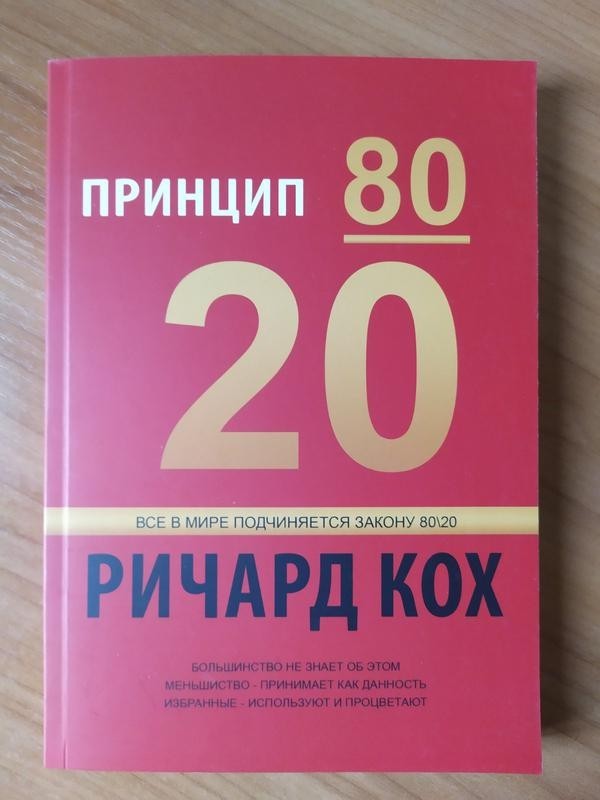 ПРИНЦИП 80
20
ВСЕ В МИРЕ ПОДЧИНЯЕТСЯ ЗАКОНУ 80\20
РИЧАРД КОХ
БОЛЬШИНСТВО НЕ ЗНАЕТ ОБ ЭТОМ
МЕНЬШИСТВО - ПРИНИМАЕТ КАК ДАННОСТЬ
ИЗБРАННЫЕ - ИСПОЛЬЗУЮТ И ПРОЦВЕТАЮТ